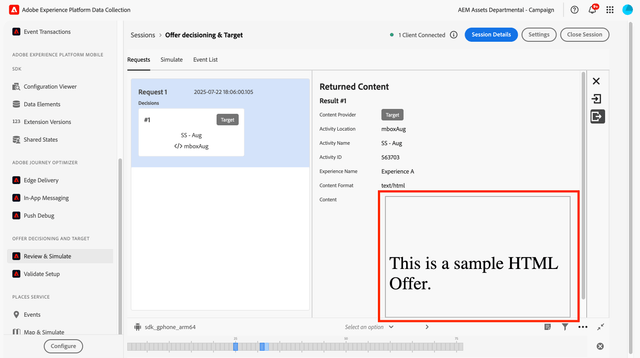 Adobe Experience Platform Data Collection
AEM Assets Departmental - Campaign
Event Transactions
ADOBE EXPERIENCE PLATFORM MOBILE
SDK
Configuration Viewer
Data Elements
Extension Versions
Shared States
ADOBE JOURNEY OPTIMIZER
Edge Delivery
In-App Messaging
Push Debug
OFFER DECISIONING AND TARGET
Review & Simulate
Validate Setup
PLACES SERVICE
Events
Map & Simulate
Configure
Sessions > Offer decisioning & Target
1 Client Connected
Session Details
Settings
Close Session
Requests
Simulate
Event List
Request 1
2025-07-22 18:06:00.105
Decisions
#1
Target
SS - Aug
</> mboxAug
Returned Content
Result #1
Content Provider Target
Activity Location mboxAug
Activity Name SS - Aug
Activity ID 563703
Experience Name Experience A
Content Format text/html
Content
This is a sample HTML
Offer.
sdk_gphone_arm64
Select an option